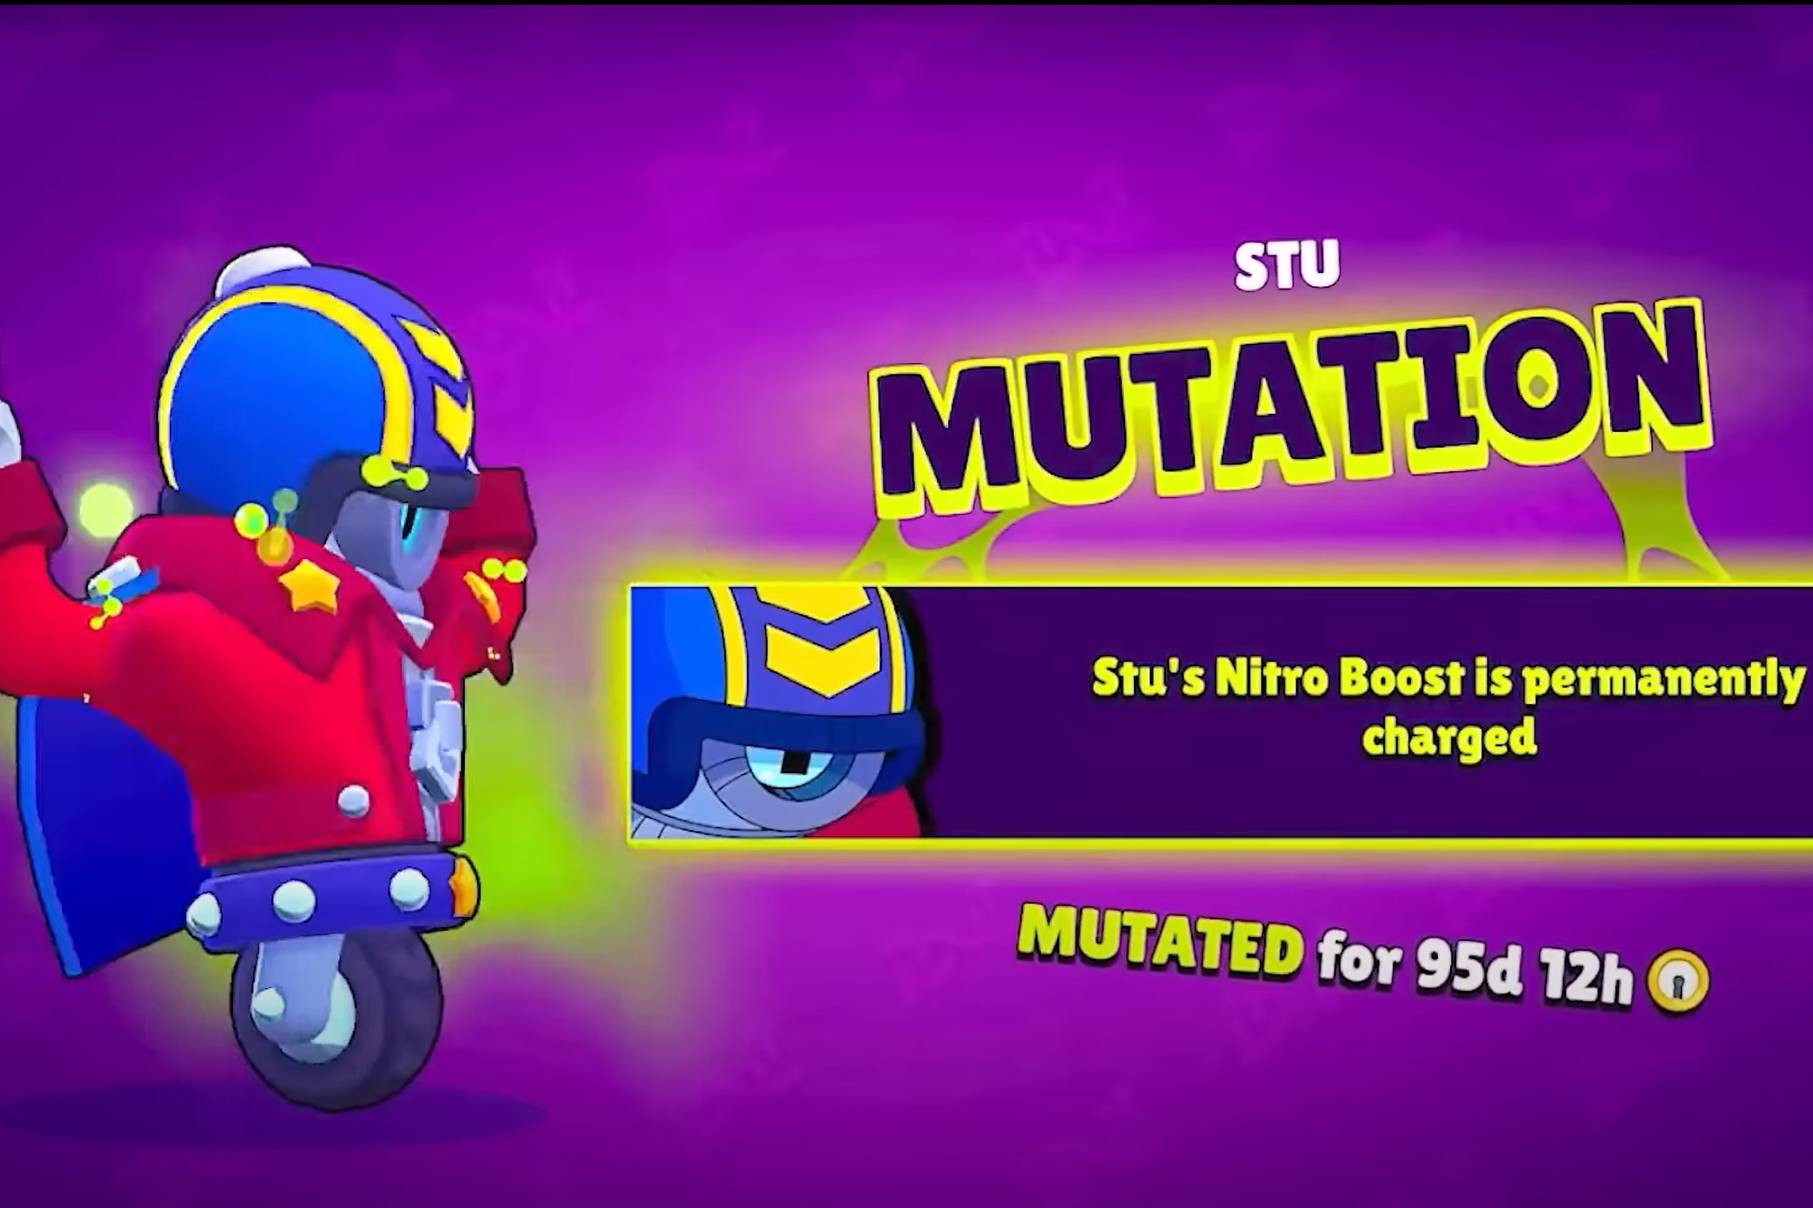 STU
MUTATION
Stu's Nitro Boost is permanently
charged
MUTATED for 95d 12h